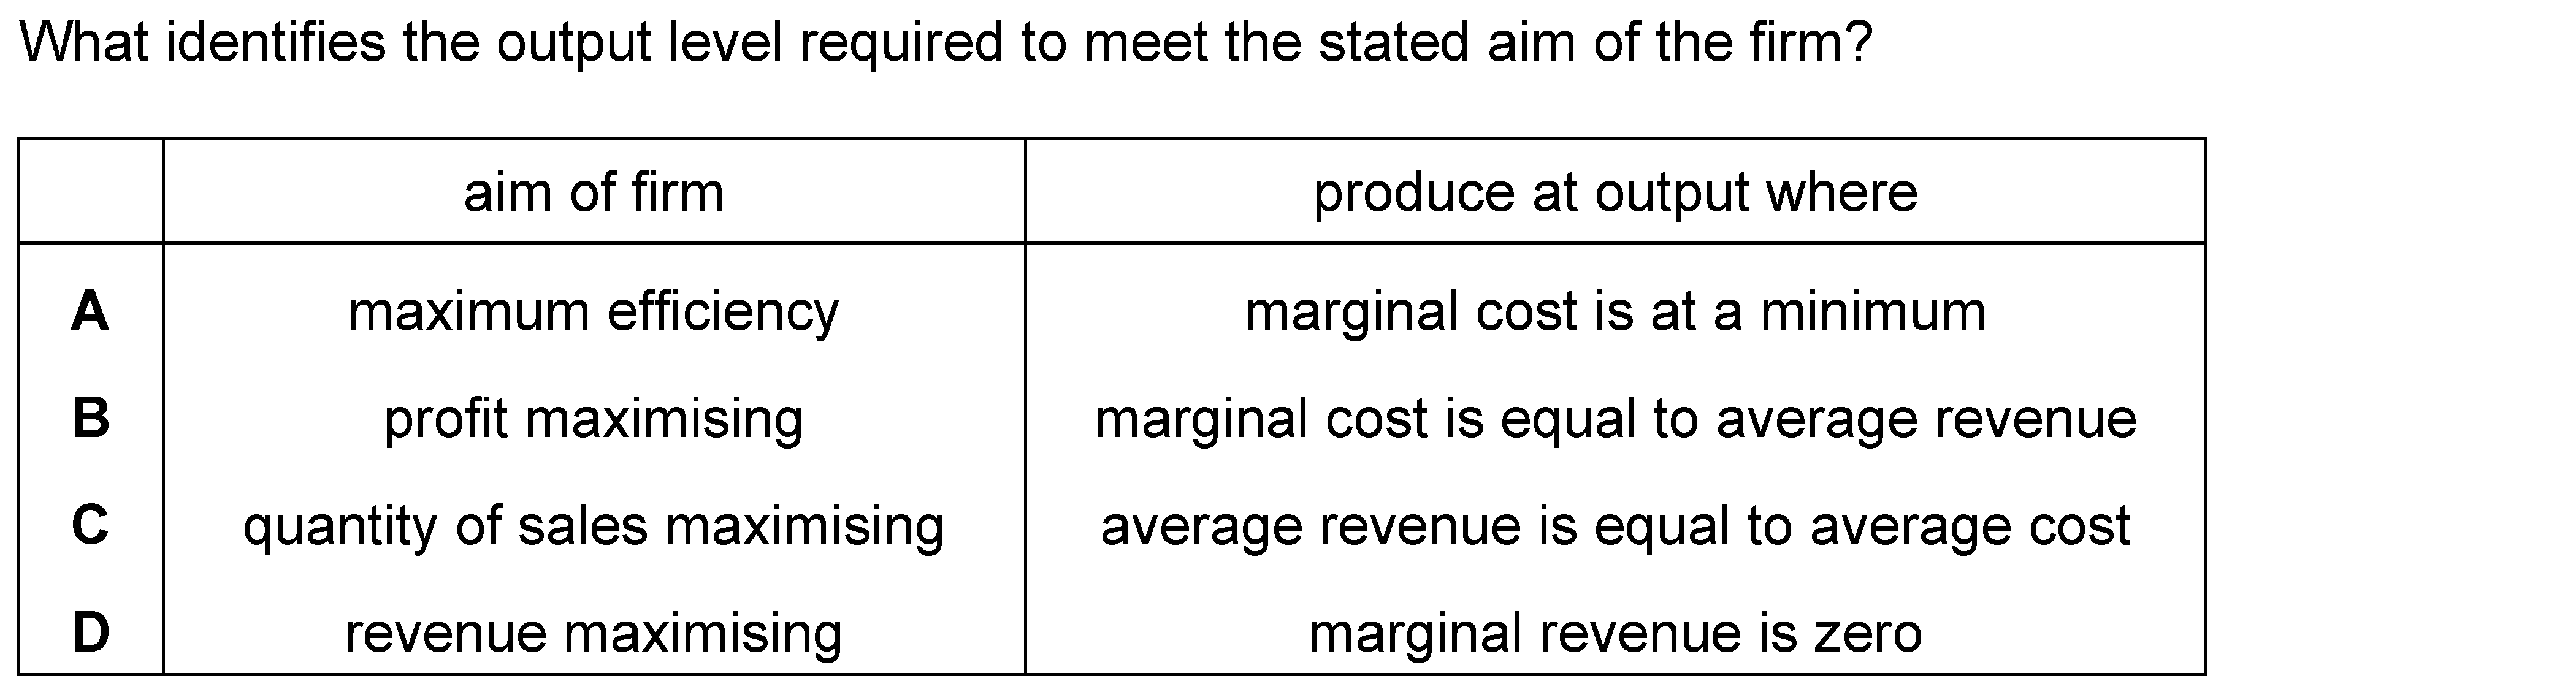 What identifies the output level required to meet the stated aim of the firm?
aim of firm produce at output where
A maximum efficiency marginal cost is at a minimum
B profit maximising marginal cost is equal to average revenue
C quantity of sales maximising average revenue is equal to average cost
D revenue maximising marginal revenue is zero